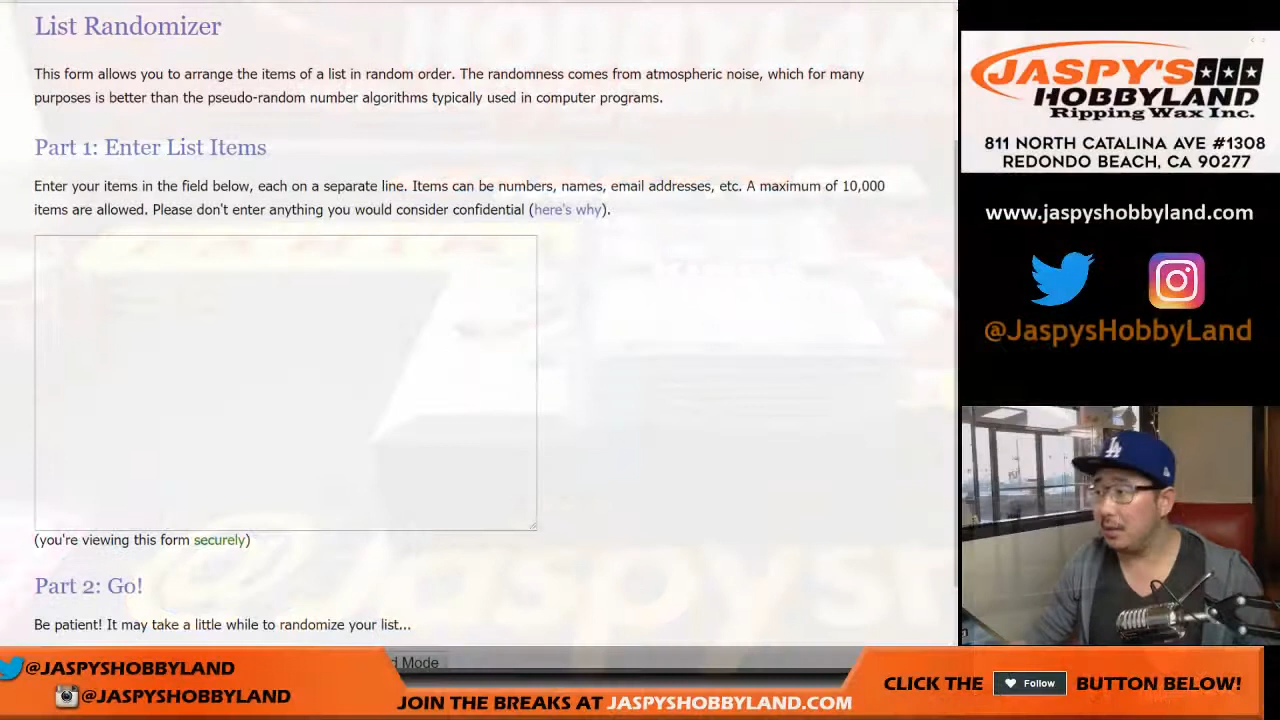 List Randomizer
This form allows you to arrange the items of a list in random order. The randomness comes from atmospheric noise, which for many
purposes is better than the pseudo-random number algorithms typically used in computer programs.
Part 1: Enter List Items
Enter your items in the field below, each on a separate line. Items can be numbers, names, email addresses, etc. A maximum of 10,000
items are allowed. Please don't enter anything you would consider confidential (here's why).
(you're viewing this form securely)
Part 2: Go!
Be patient! It may take a little while to randomize your list...
d Mode
JASPY'S
HOBBYLAND
Ripping Wax Inc.
811 NORTH CATALINA AVE #1308
REDONDO BEACH, CA 90277
www.jaspyshobbyland.com
@JaspysHobbyLand
LA
@JASPYSHOBBYLAND
@JASPYSHOBBYLAND
JOIN THE BREAKS AT JASPYSHOBBYLAND.COM
CLICK THE Follow BUTTON BELOW!